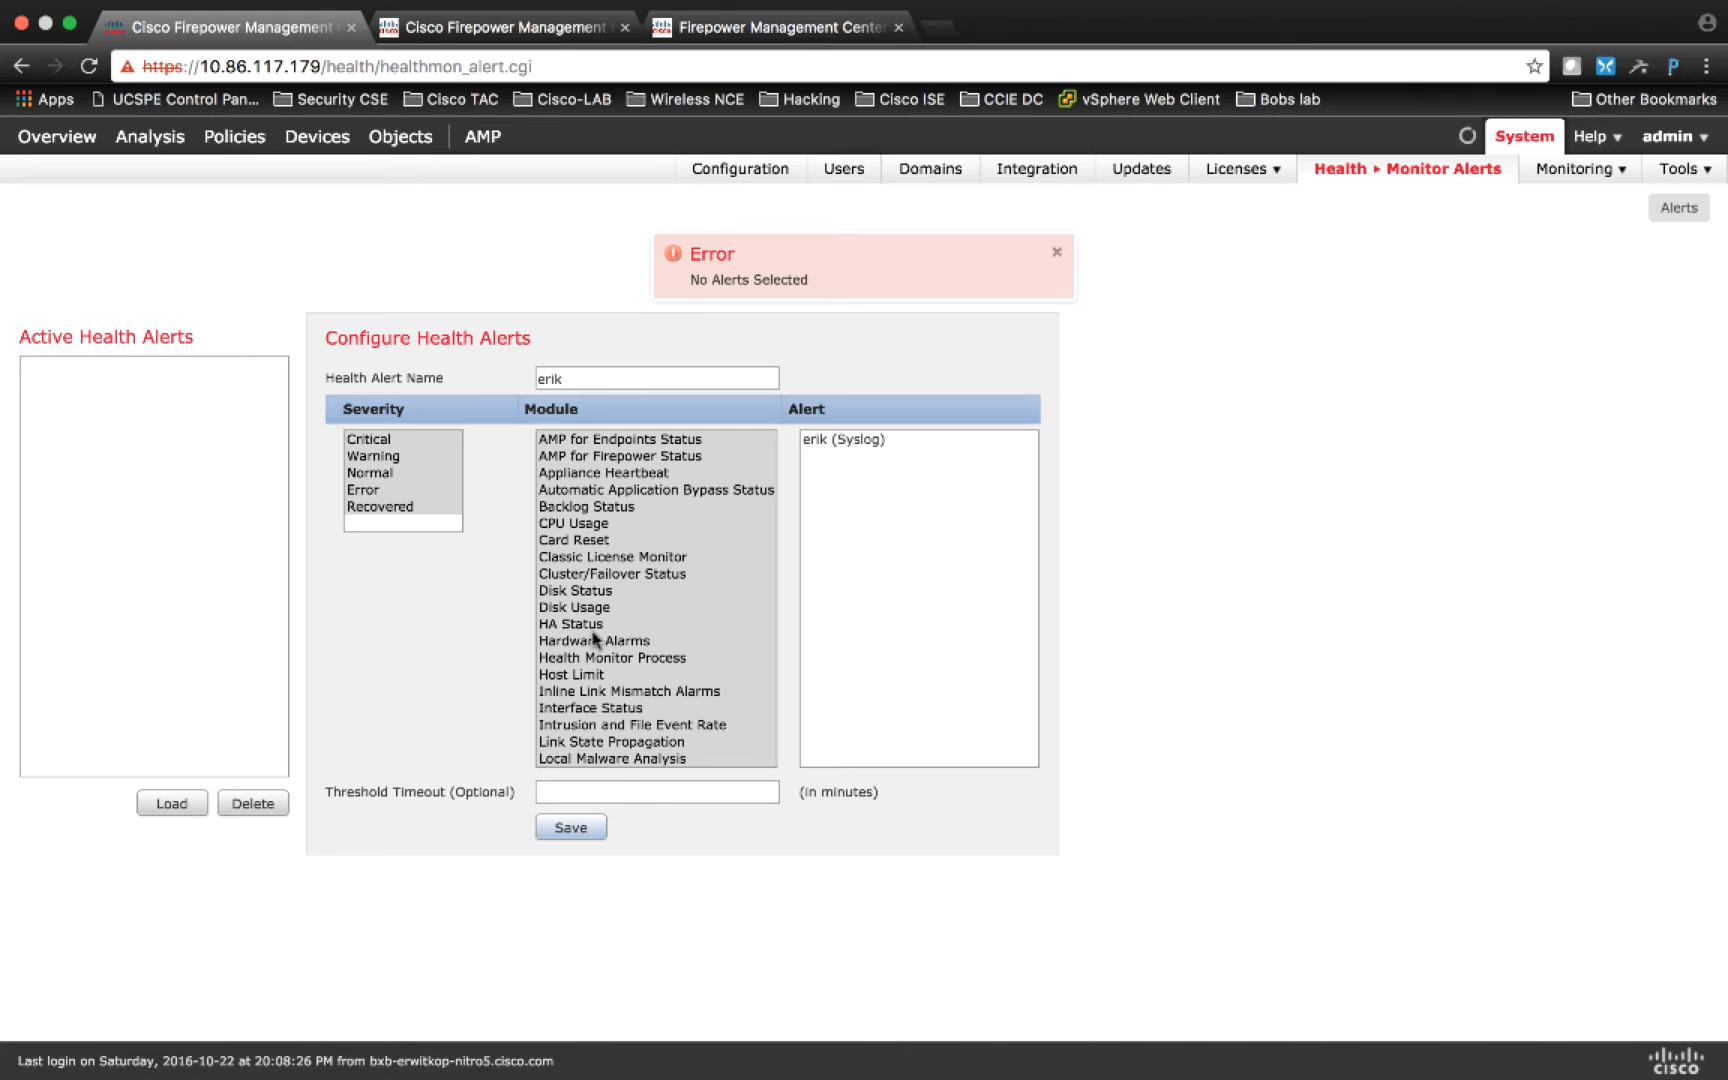 Cisco Firepower Management
Cisco Firepower Management
Firepower Management Center
https://10.86.117.179/health/healthmon_alert.cgi
Apps UCSPE Control Pan... Security CSE Cisco TAC Cisco-LAB Wireless NCE Hacking Cisco ISE CCIE DC vSphere Web Client Bobs lab Other Bookmarks
Overview Analysis Policies Devices Objects AMP System Help admin
Configuration Users Domains Integration Updates Licenses Health Monitor Alerts Monitoring Tools
Alerts
Error
No Alerts Selected
Active Health Alerts
Load Delete
Configure Health Alerts
Health Alert Name erik
Severity Module Alert
Critical
Warning
Normal
Error
Recovered
AMP for Endpoints Status
AMP for Firepower Status
Appliance Heartbeat
Automatic Application Bypass Status
Backlog Status
CPU Usage
Card Reset
Classic License Monitor
Cluster/Failover Status
Disk Status
Disk Usage
HA Status
Hardware Alarms
Health Monitor Process
Host Limit
Inline Link Mismatch Alarms
Interface Status
Intrusion and File Event Rate
Link State Propagation
Local Malware Analysis
erik (Syslog)
Threshold Timeout (Optional) (in minutes)
Save
Last login on Saturday, 2016-10-22 at 20:08:26 PM from bxb-erwitkop-nitro5.cisco.com
CISCO